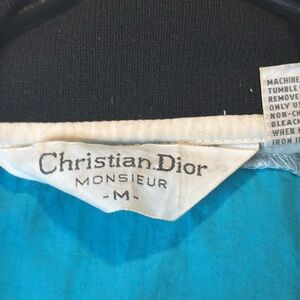 Christian Dior
MONSIEUR
-M-
MACHINE
TUMBLE
REMOVE
ONLY
NON-CH
BLEACH
WHEN
IRON